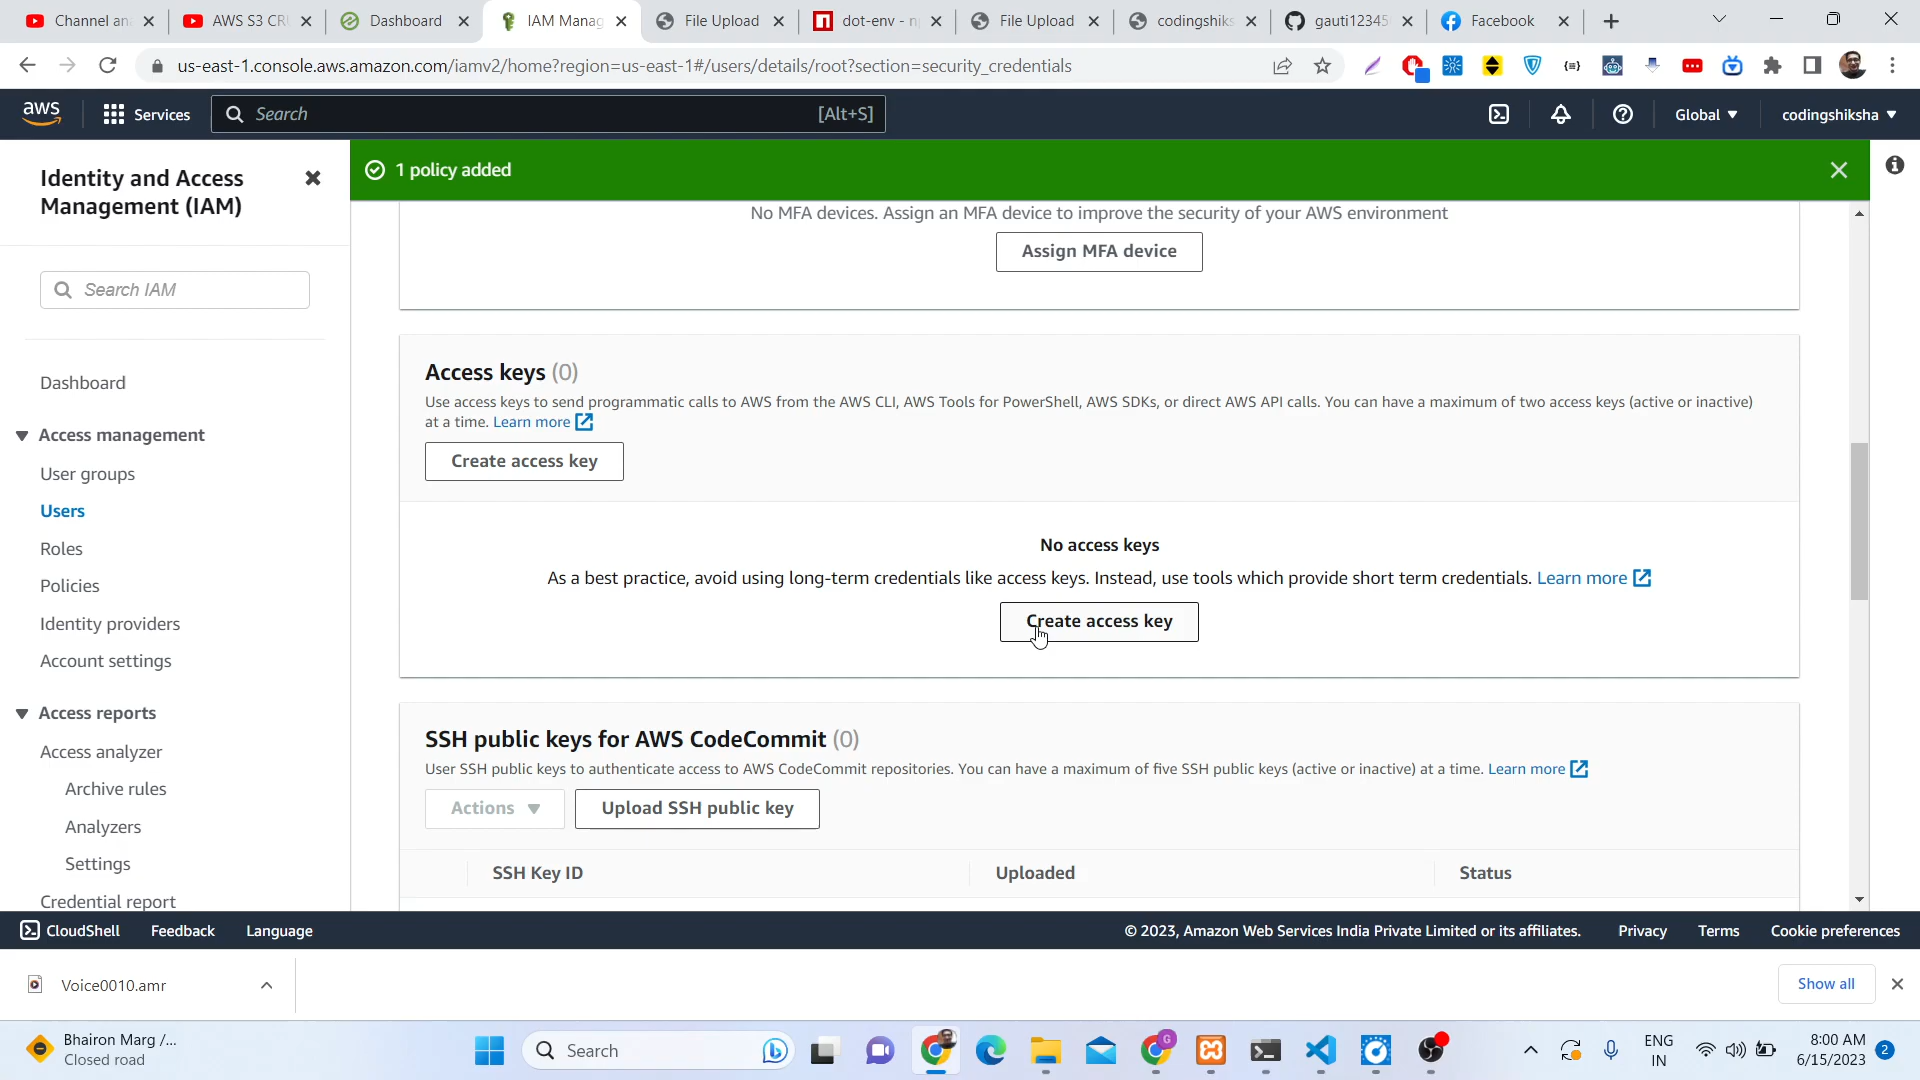 Channel an
AWS S3 CR
Dashboard
IAM Manag
File Upload
dot-env - n
File Upload
codingshiks
gauti12345
Facebook
us-east-1.console.aws.amazon.com/iamv2/home?region=us-east-1#/users/details/root?section=security_credentials
aws
Services
Search
[Alt+S]
Global
codingshiksha
Identity and Access
Management (IAM)
1 policy added
Search IAM
Dashboard
Access management
User groups
Users
Roles
Policies
Identity providers
Account settings
Access reports
Access analyzer
Archive rules
Analyzers
Settings
Credential report
No MFA devices. Assign an MFA device to improve the security of your AWS environment
Assign MFA device
Access keys (0)
Use access keys to send programmatic calls to AWS from the AWS CLI, AWS Tools for PowerShell, AWS SDKs, or direct AWS API calls. You can have a maximum of two access keys (active or inactive)
at a time. Learn more
Create access key
No access keys
As a best practice, avoid using long-term credentials like access keys. Instead, use tools which provide short term credentials. Learn more
Create access key
SSH public keys for AWS CodeCommit (0)
User SSH public keys to authenticate access to AWS CodeCommit repositories. You can have a maximum of five SSH public keys (active or inactive) at a time. Learn more
Actions
Upload SSH public key
SSH Key ID
Uploaded
Status
CloudShell
Feedback
Language
© 2023, Amazon Web Services India Private Limited or its affiliates.
Privacy
Terms
Cookie preferences
Voice0010.amr
Show all
Bhairon Marg /...
Closed road
Search
G
ENG
IN
8:00 AM
6/15/2023
2